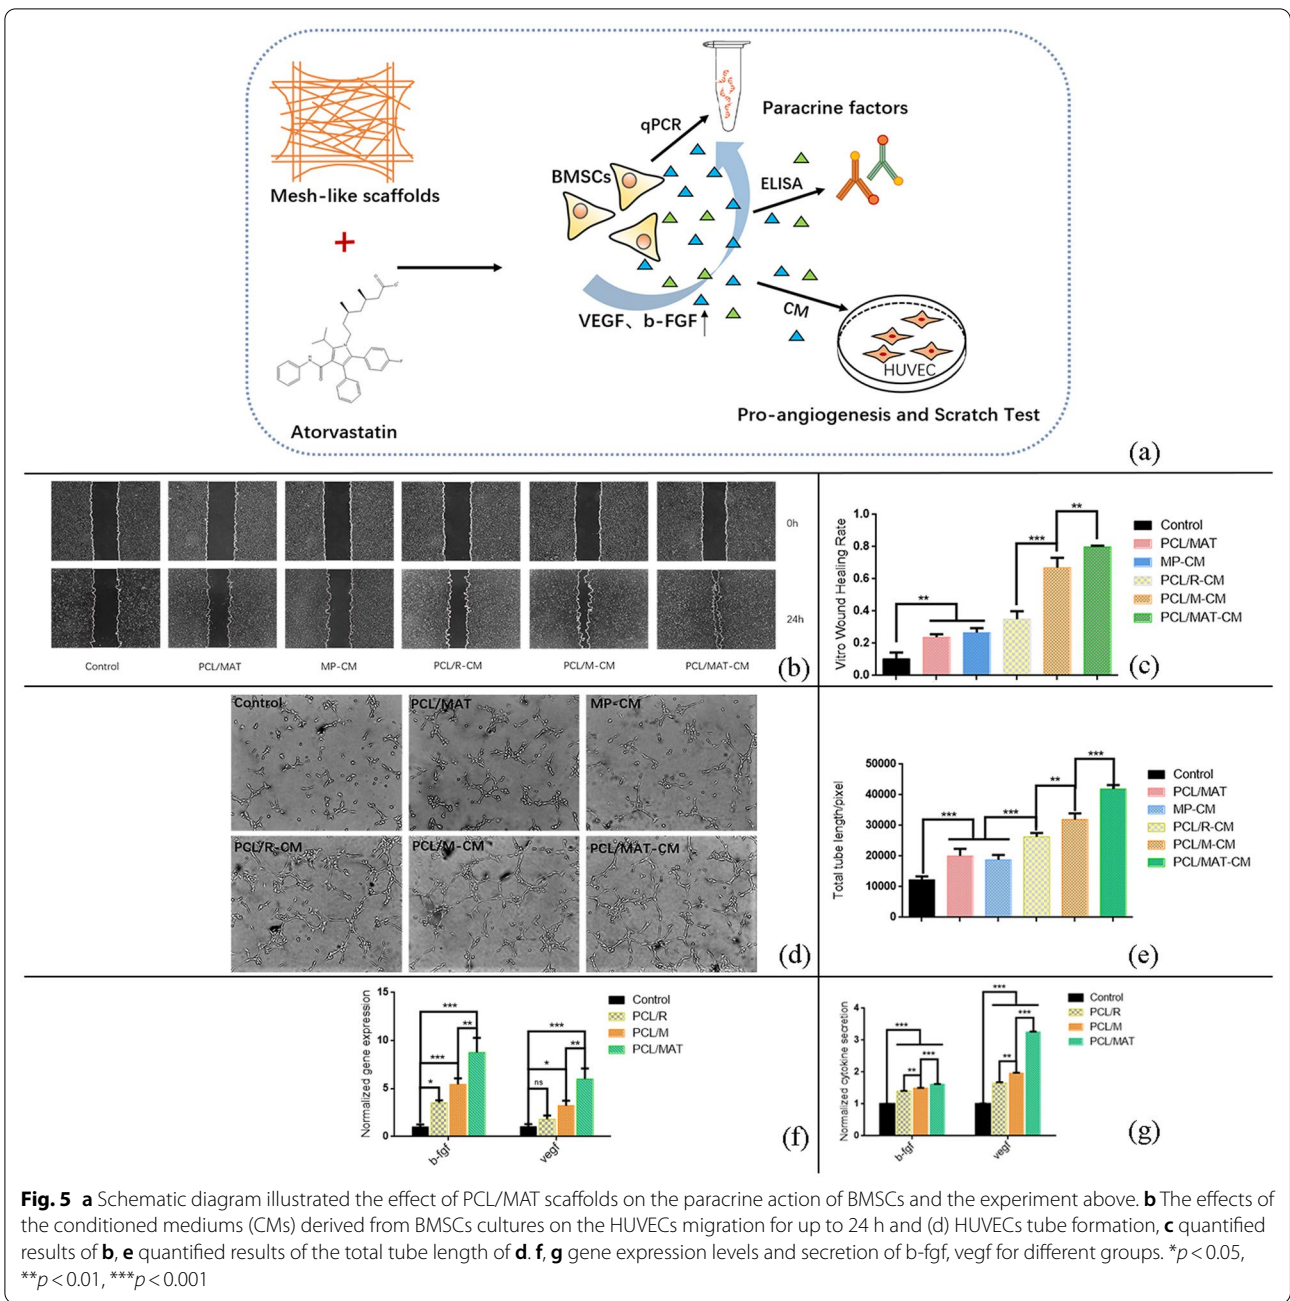 Mesh-like scaffolds
+
Atorvastatin
BMSCs
qPCR
Paracrine factors
ELISA
VEGF、b-FGF
CM
HUVEC
Pro-angiogenesis and Scratch Test
(a)
0h
24h
Control
PCL/MAT
MP-CM
PCL/R-CM
PCL/M-CM
PCL/MAT-CM
(b)
Vitro Wound Healing Rate
1.0
0.8
0.6
0.4
0.2
0.0
**
***
**
Control
PCL/MAT
MP-CM
PCL/R-CM
PCL/M-CM
PCL/MAT-CM
(c)
Control
PCL/MAT
MP-CM
PCL/R-CM
PCL/M-CM
PCL/MAT-CM
(d)
Total tube length/pixel
50000
40000
30000
20000
10000
0
***
***
**
***
Control
PCL/MAT
MP-CM
PCL/R-CM
PCL/M-CM
PCL/MAT-CM
(e)
Normalized gene expression
15
10
5
0
***
**
***
*
***
**
*
ns
b-fgf
vegf
Control
PCL/R
PCL/M
PCL/MAT
(f)
Normalized cytokine secretion
4
3
2
1
0
***
***
**
***
***
**
b-fgf
vegf
Control
PCL/R
PCL/M
PCL/MAT
(g)
Fig. 5 a Schematic diagram illustrated the effect of PCL/MAT scaffolds on the paracrine action of BMSCs and the experiment above. b The effects of
the conditioned mediums (CMs) derived from BMSCs cultures on the HUVECs migration for up to 24 h and (d) HUVECs tube formation, c quantified
results of b, e quantified results of the total tube length of d. f, g gene expression levels and secretion of b-fgf, vegf for different groups. *p < 0.05,
**p < 0.01, ***p < 0.001